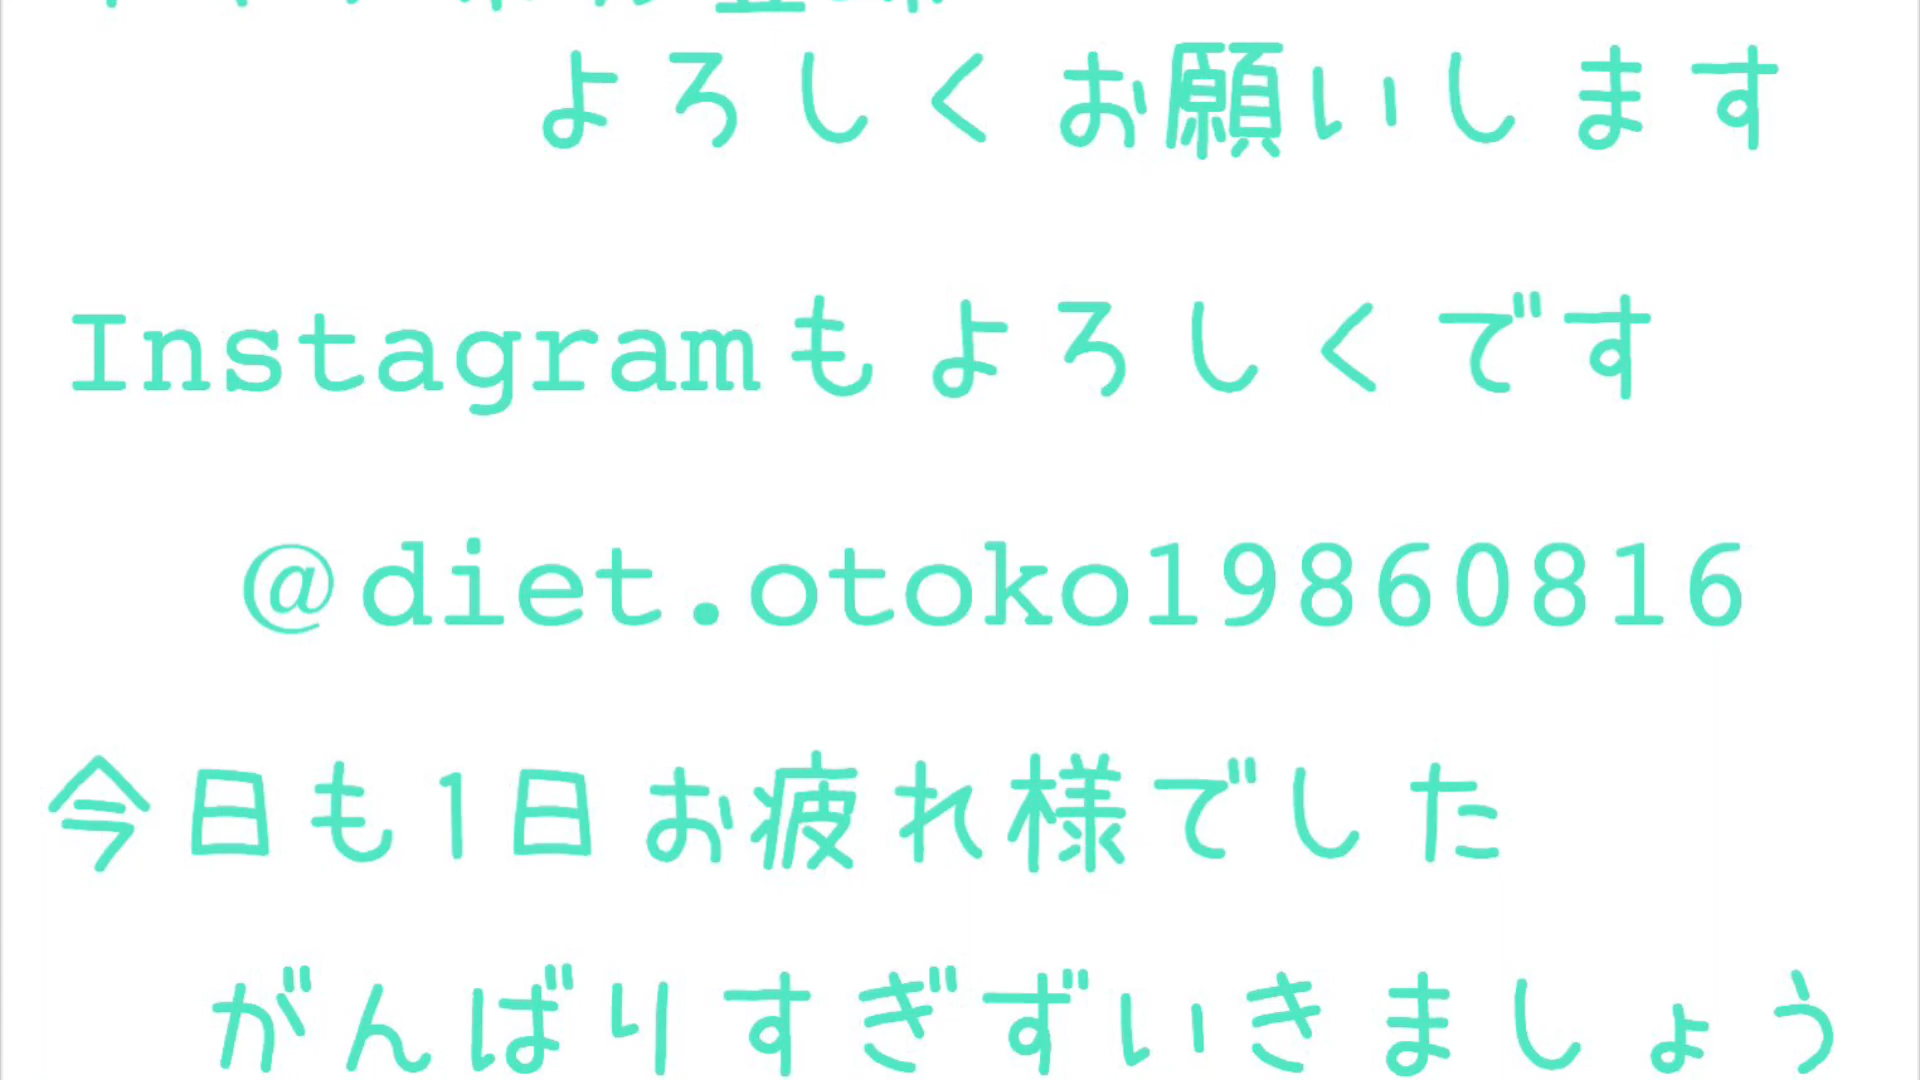 よろしくお願いします
Instagramもよろしくです
@diet.otoko19860816
今日も1日お疲れ様でした
がんばりすぎずいきましょう